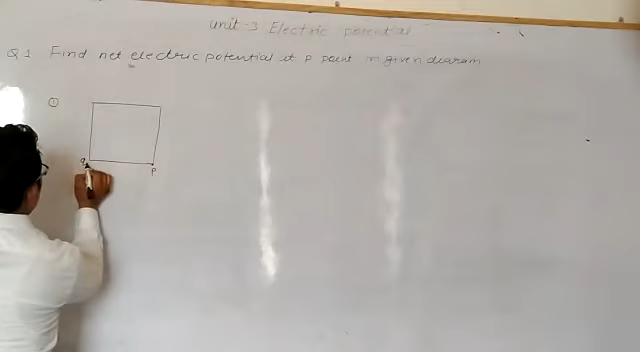 unit-3 Electric potential
Q 1 Find net electric potential at P point in given diagram
①
q
P